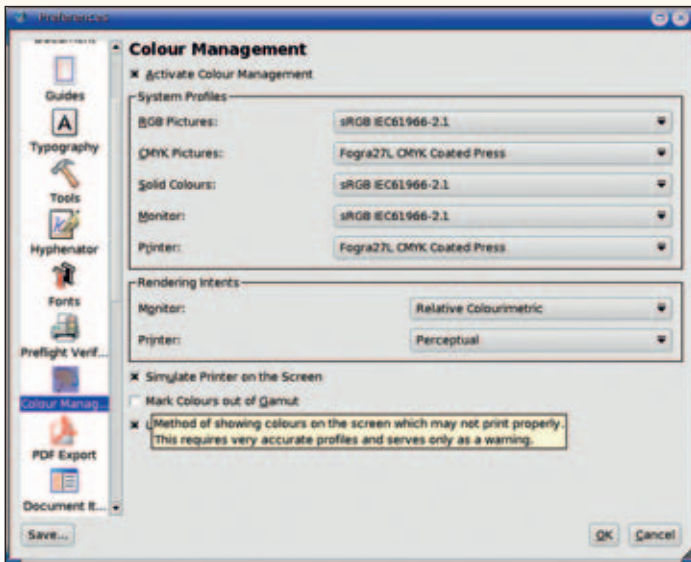 Preferences
Document
Guides
Typography
Tools
Hyphenator
Fonts
Preflight Verif...
Colour Manag...
PDF Export
Document It...
Colour Management
Activate Colour Management
System Profiles
RGB Pictures: sRGB IEC61966-2.1
CMYK Pictures: Fogra27L CMYK Coated Press
Solid Colours: sRGB IEC61966-2.1
Monitor: sRGB IEC61966-2.1
Printer: Fogra27L CMYK Coated Press
Rendering Intents
Monitor: Relative Colourimetric
Printer: Perceptual
Simulate Printer on the Screen
Mark Colours out of Gamut
Method of showing colours on the screen which may not print properly.
This requires very accurate profiles and serves only as a warning.
Save... OK Cancel